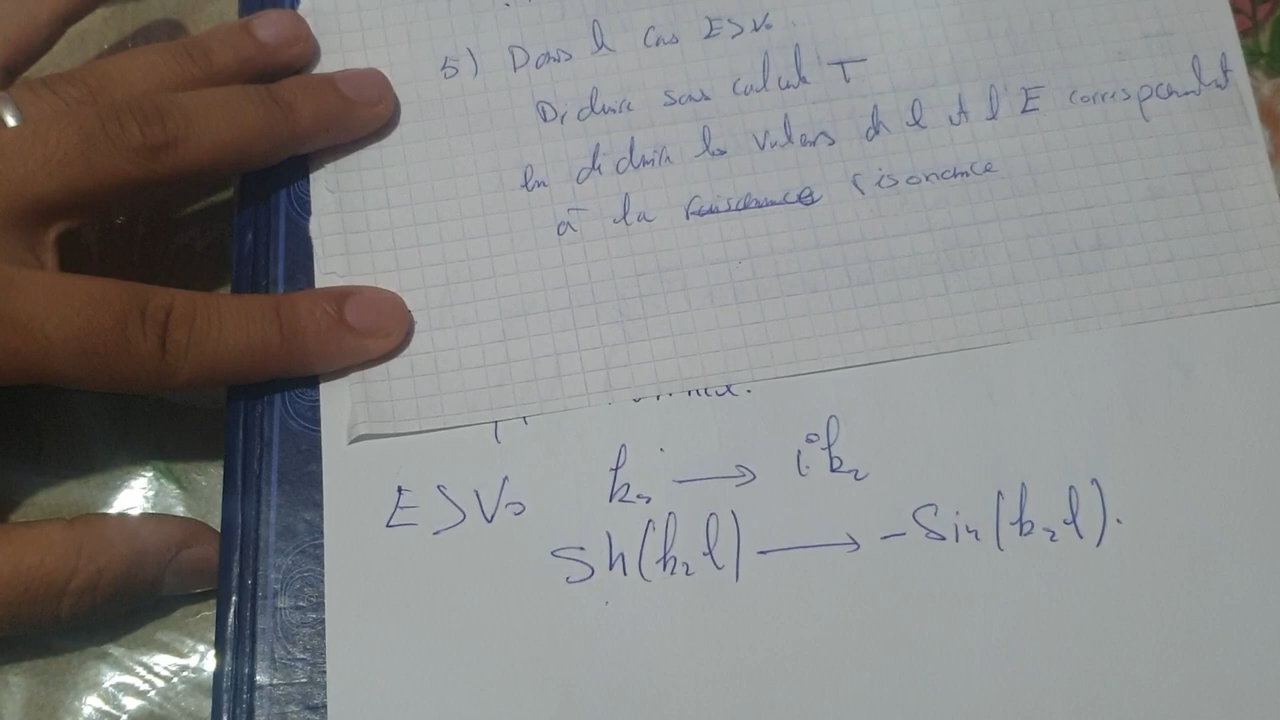 5) Dans le cas E>V₀.
Déduire sans calcul T
En déduire les valeurs de l et l'E correspondant
à la résonance
E>V₀ k₂ → ik₂
Sh(k₂l) → -Sin(k₂l).